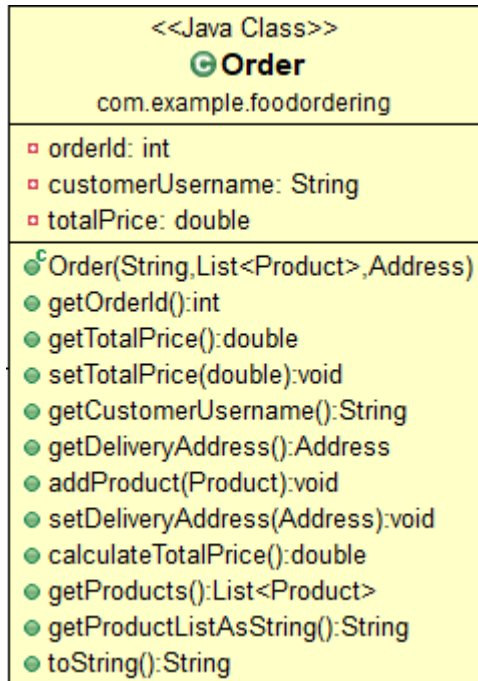 <<Java Class>>
Order
com.example.foodordering
orderId: int
customerUsername: String
totalPrice: double
Order(String,List<Product>,Address)
getOrderId():int
getTotalPrice():double
setTotalPrice(double):void
getCustomerUsername():String
getDeliveryAddress():Address
addProduct(Product):void
setDeliveryAddress(Address):void
calculateTotalPrice():double
getProducts():List<Product>
getProductListAsString():String
toString():String